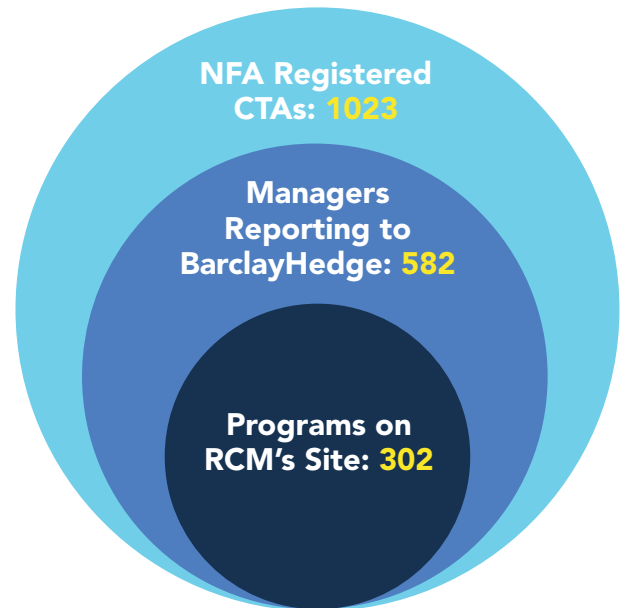 NFA Registered
CTAs: 1023
Managers
Reporting to
BarclayHedge: 582
Programs on
RCM’s Site: 302